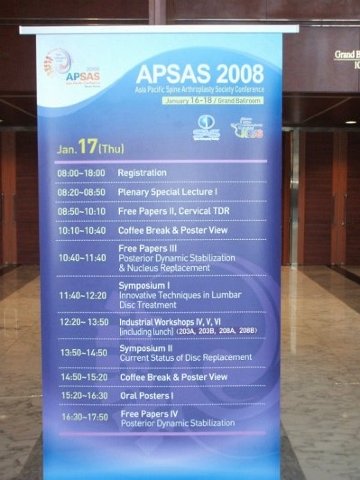 APSAS
APSAS 2008
Asia Pacific Spine Arthroplasty Society Conference
January 16-18 / Grand Ballroom
Grand B
Jan. 17 (Thu)
08:00~18:00 Registration
08:20~08:50 Plenary Special Lecture I
08:50~10:10 Free Papers II, Cervical TDR
10:10~10:40 Coffee Break & Poster View
10:40~11:40 Free Papers III
Posterior Dynamic Stabilization
& Nucleus Replacement
11:40~12:20 Symposium I
Innovative Techniques in Lumbar
Disc Treatment
12:20~ 13:50 Industrial Workshops IV, V, VI
(including lunch) (203A, 203B, 208A, 208B)
13:50~14:50 Symposium II
Current Status of Disc Replacement
14:50~15:20 Coffee Break & Poster View
15:20~16:30 Oral Posters I
16:30~17:50 Free Papers IV
Posterior Dynamic Stabilization